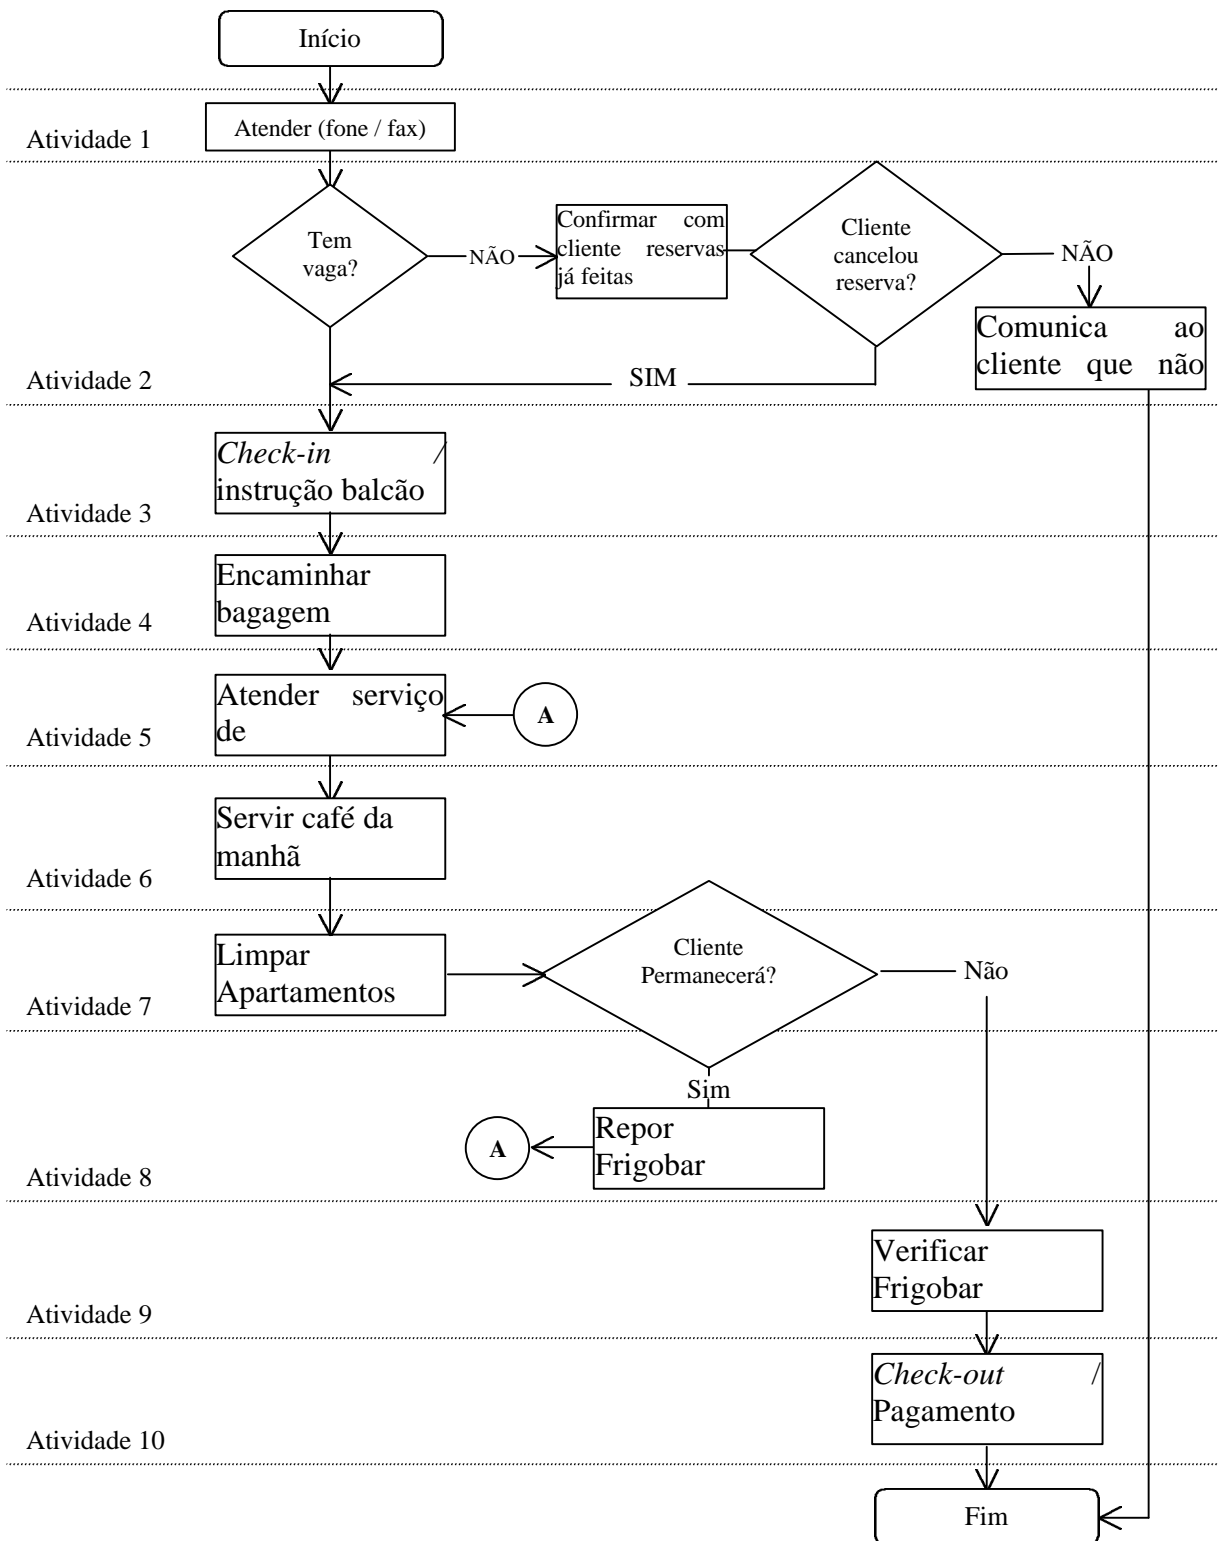 Início
Atividade 1
Atender (fone / fax)
Tem
vaga?
NÃO
Confirmar com
cliente reservas
já feitas
Cliente
cancelou
reserva?
NÃO
Comunica ao
cliente que não
SIM
Atividade 2
Check-in /
instrução balcão
Atividade 3
Encaminhar
bagagem
Atividade 4
Atender serviço
de
A
Atividade 5
Servir café da
manhã
Atividade 6
Limpar
Apartamentos
Cliente
Permanecerá?
Não
Atividade 7
Sim
Repor
Frigobar
A
Atividade 8
Verificar
Frigobar
Atividade 9
Check-out /
Pagamento
Atividade 10
Fim